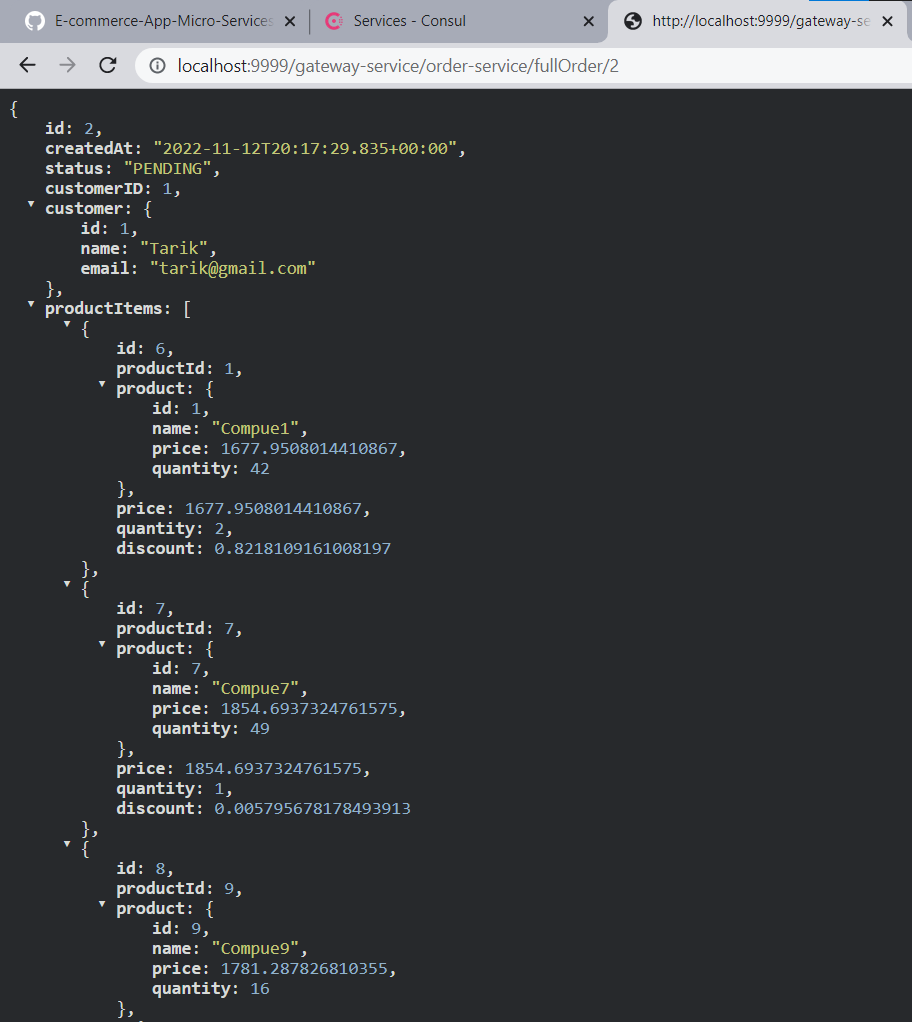 E-commerce-App-Micro-Services
Services - Consul
http://localhost:9999/gateway-se
localhost:9999/gateway-service/order-service/fullOrder/2
{
id: 2,
createdAt: "2022-11-12T20:17:29.835+00:00",
status: "PENDING",
customerID: 1,
customer: {
id: 1,
name: "Tarik",
email: "tarik@gmail.com"
},
productItems: [
{
id: 6,
productId: 1,
product: {
id: 1,
name: "Compue1",
price: 1677.9508014410867,
quantity: 42
},
price: 1677.9508014410867,
quantity: 2,
discount: 0.8218109161008197
},
{
id: 7,
productId: 7,
product: {
id: 7,
name: "Compue7",
price: 1854.6937324761575,
quantity: 49
},
price: 1854.6937324761575,
quantity: 1,
discount: 0.005795678178493913
},
{
id: 8,
productId: 9,
product: {
id: 9,
name: "Compue9",
price: 1781.287826810355,
quantity: 16
},